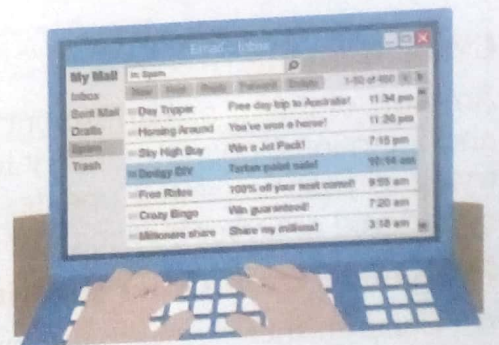 Email - Inbox
My Mail
Inbox
Sent Mail
Drafts
Spam
Trash
in: Spam
New Print Reply Forward Delete 1-50 of 450
Day Tripper Free day trip to Australia! 11:34 pm
Horsing Around You've won a horse! 11:20 pm
Sky High Buy Win a Jet Pack! 7:15 pm
Dodgy DIY Tartan paint sale! 10:14 am
Free Rides 100% off your next comet! 9:55 am
Crazy Bingo Win guaranteed! 7:20 am
Millionaire share Share my millions! 3:18 am